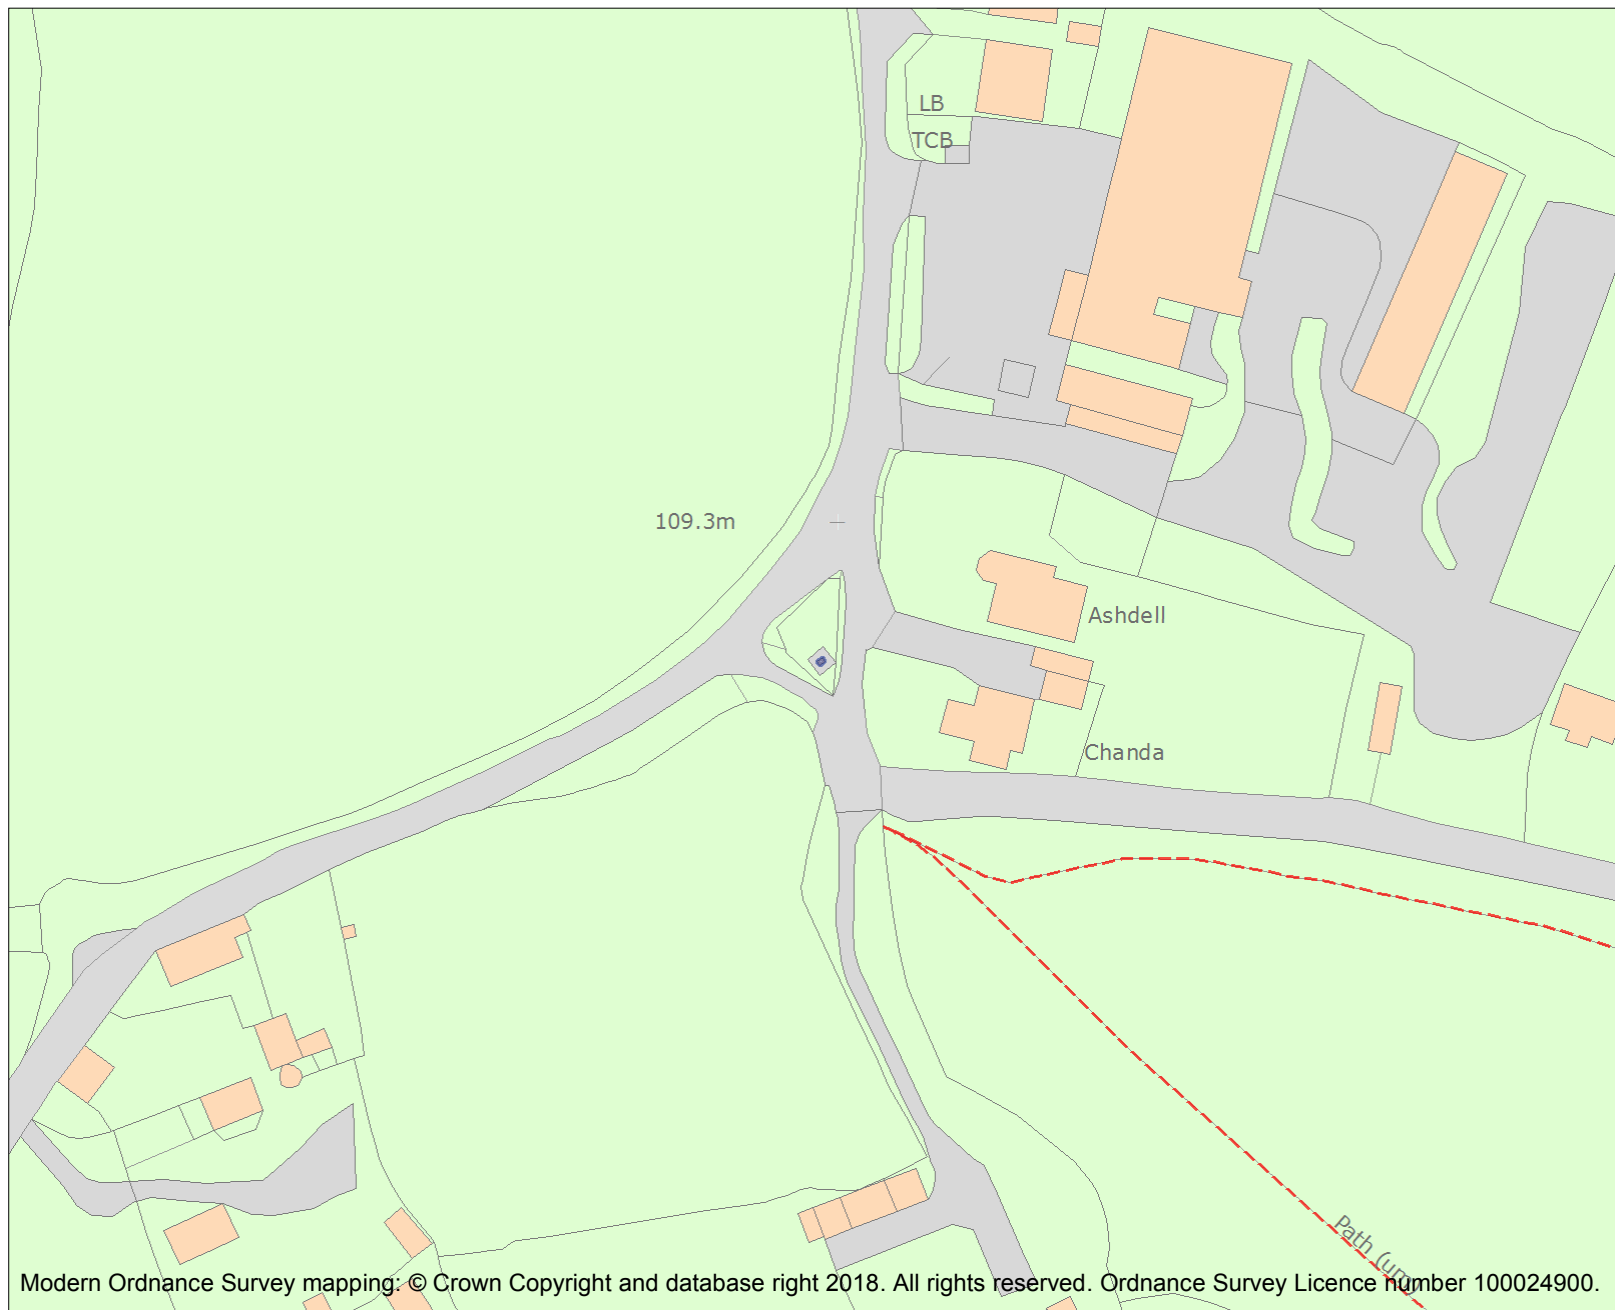 LB
TCB
109.3m
Ashdell
Chanda
Path (um)
Modern Ordnance Survey mapping: © Crown Copyright and database right 2018. All rights reserved. Ordnance Survey Licence number 100024900.